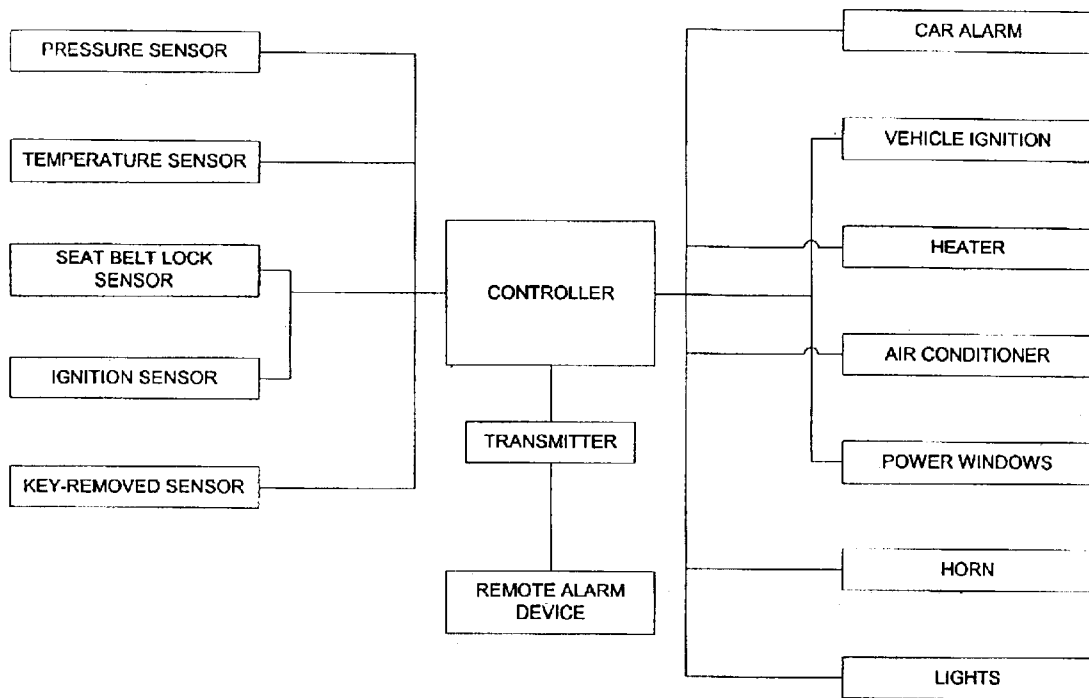 PRESSURE SENSOR
TEMPERATURE SENSOR
SEAT BELT LOCK
SENSOR
IGNITION SENSOR
KEY-REMOVED SENSOR
CONTROLLER
TRANSMITTER
REMOTE ALARM
DEVICE
CAR ALARM
VEHICLE IGNITION
HEATER
AIR CONDITIONER
POWER WINDOWS
HORN
LIGHTS